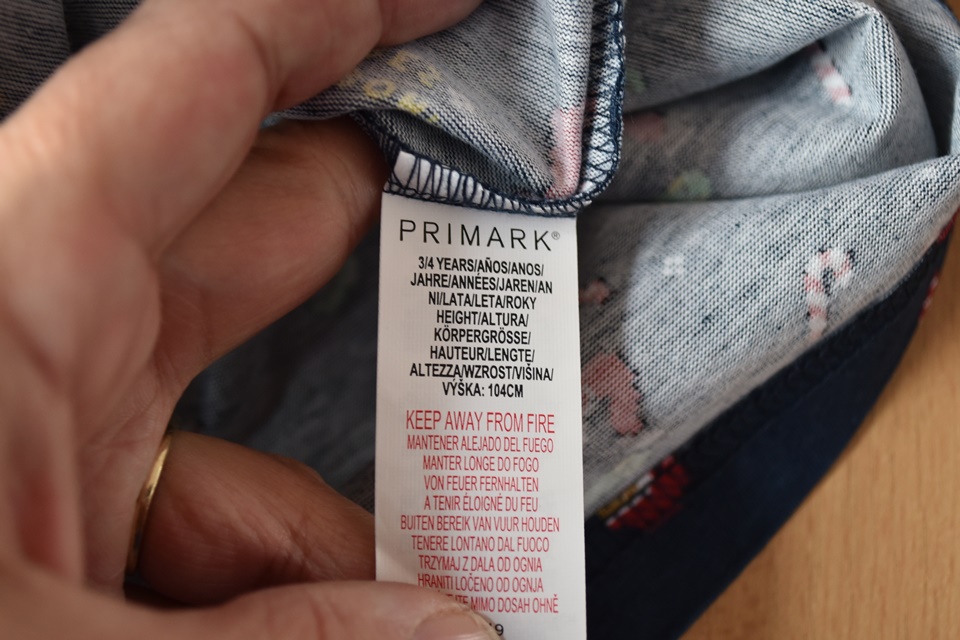 PRIMARK®
3/4 YEARS/AÑOS/ANOS/
JAHRE/ANNÉES/JAREN/AN
NI/LATA/LETA/ROKY
HEIGHT/ALTURA/
KÖRPERGRÖSSE/
HAUTEUR/LENGTE/
ALTEZZA/WZROST/VIŠINA/
VÝŠKA: 104CM
KEEP AWAY FROM FIRE
MANTENER ALEJADO DEL FUEGO
MANTER LONGE DO FOGO
VON FEUER FERNHALTEN
A TENIR ÉLOIGNÉ DU FEU
BUITEN BEREIK VAN VUUR HOUDEN
TENERE LONTANO DAL FUOCO
TRZYMAJ Z DALA OD OGNIA
HRANITI LOČENO OD OGNJA
MIMO DOSAH OHNĚ